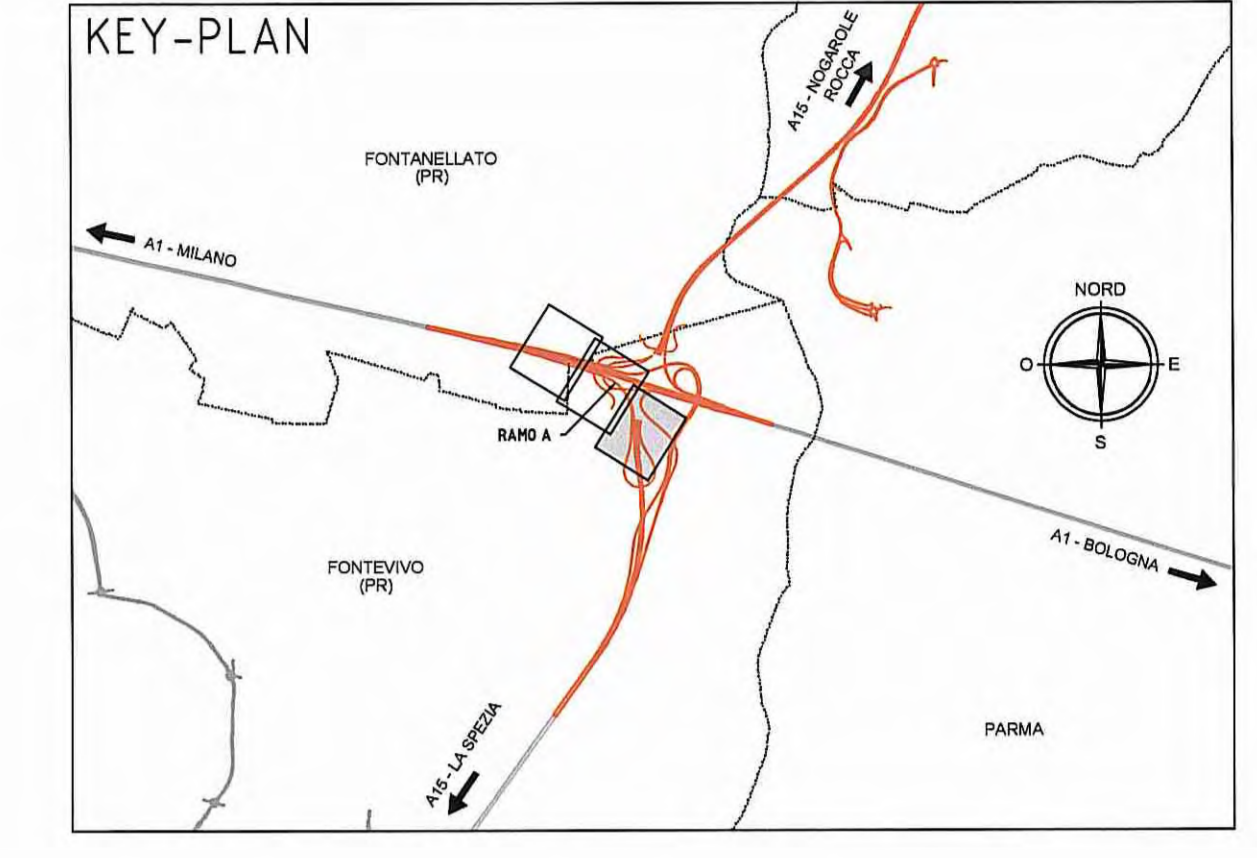 KEY-PLAN
A15 - NOGAROLE
ROCCA
FONTANELLATO
(PR)
A1 - MILANO
NORD
O
E
S
RAMO A
A1 - BOLOGNA
FONTEVIVO
(PR)
A15 - LA SPEZIA
PARMA